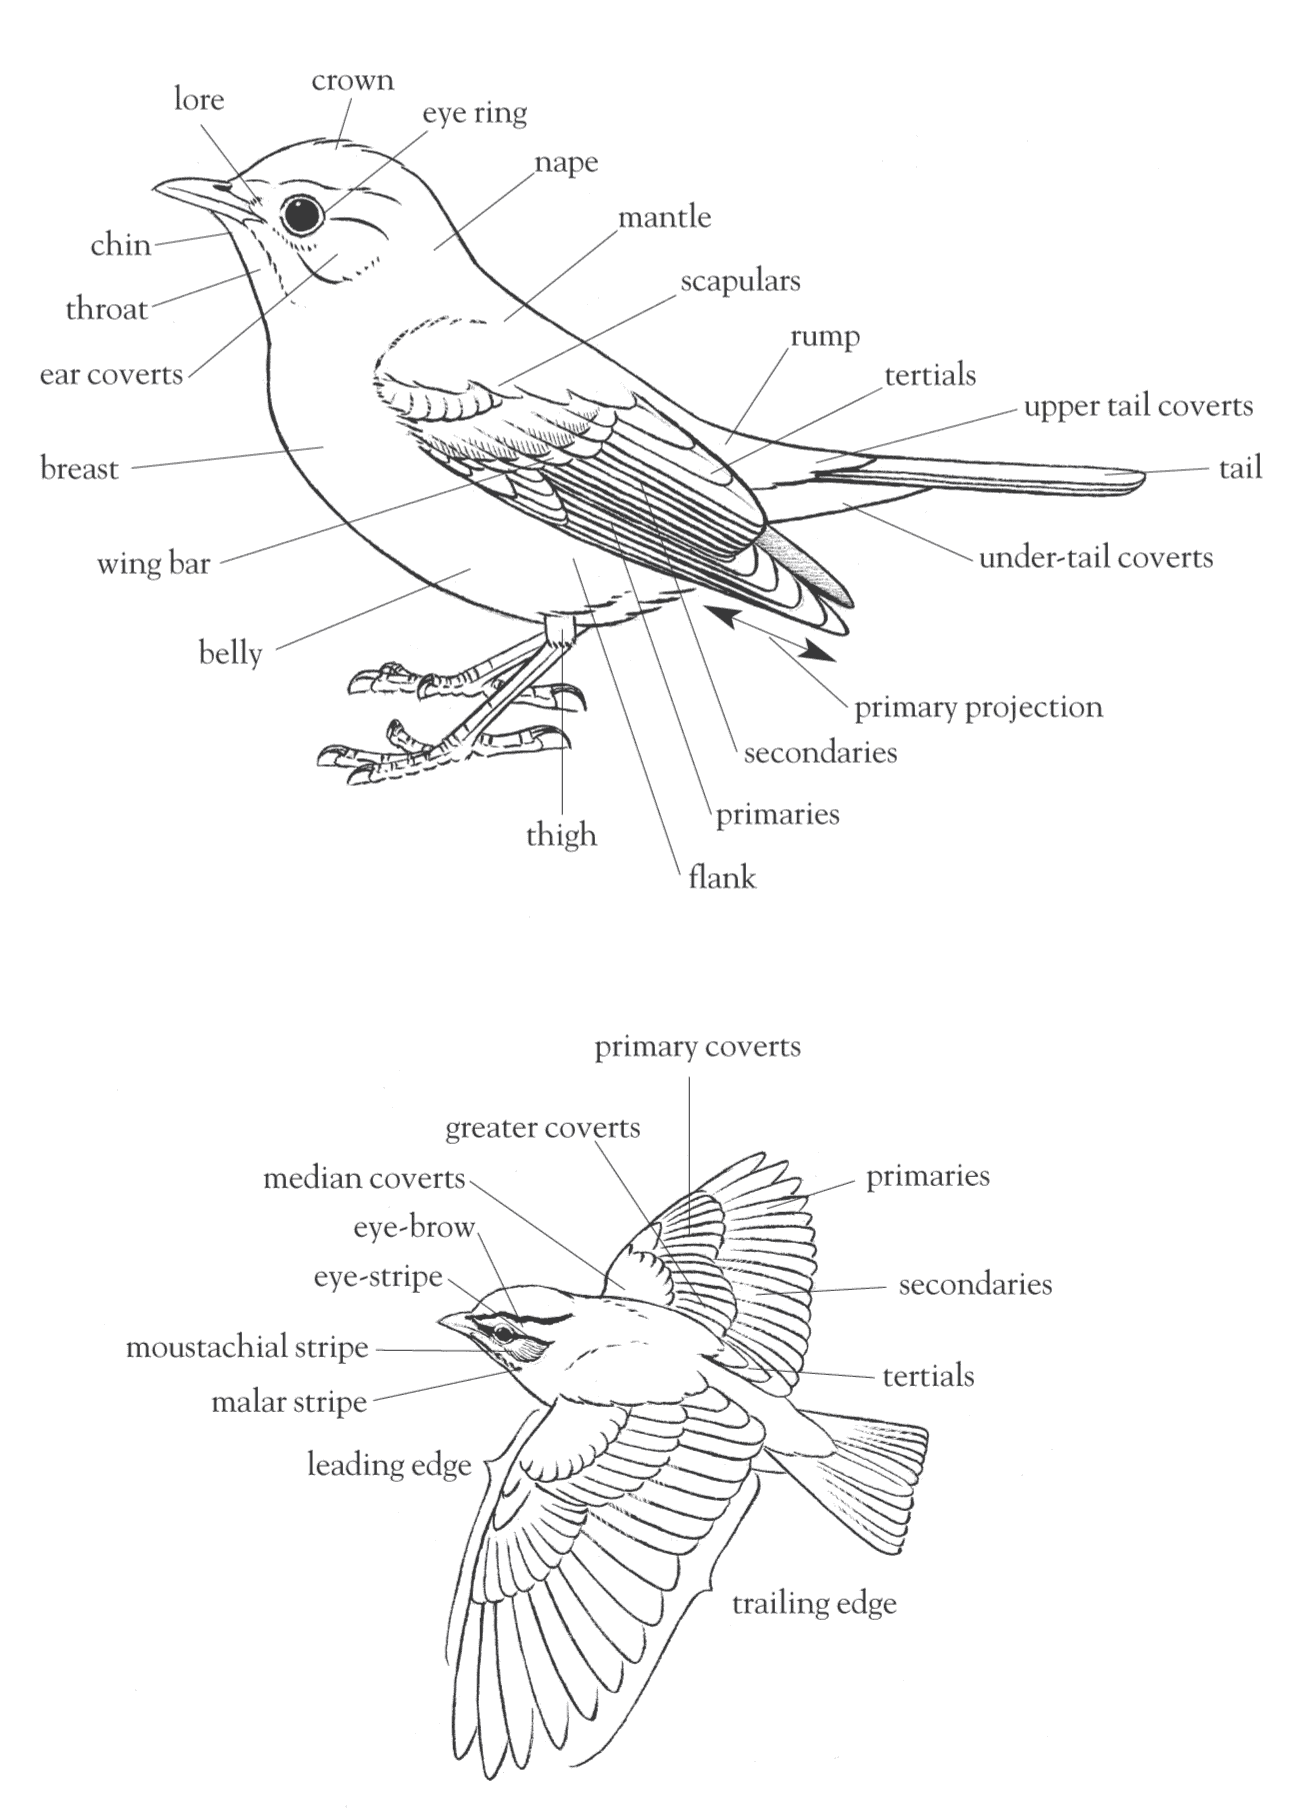 crown
lore
eye ring
nape
mantle
chin
scapulars
throat
rump
ear coverts
tertials
upper tail coverts
breast
tail
wing bar
under-tail coverts
belly
primary projection
secondaries
primaries
thigh
flank
primary coverts
greater coverts
median coverts
primaries
eye-brow
eye-stripe
secondaries
moustachial stripe
tertials
malar stripe
leading edge
trailing edge